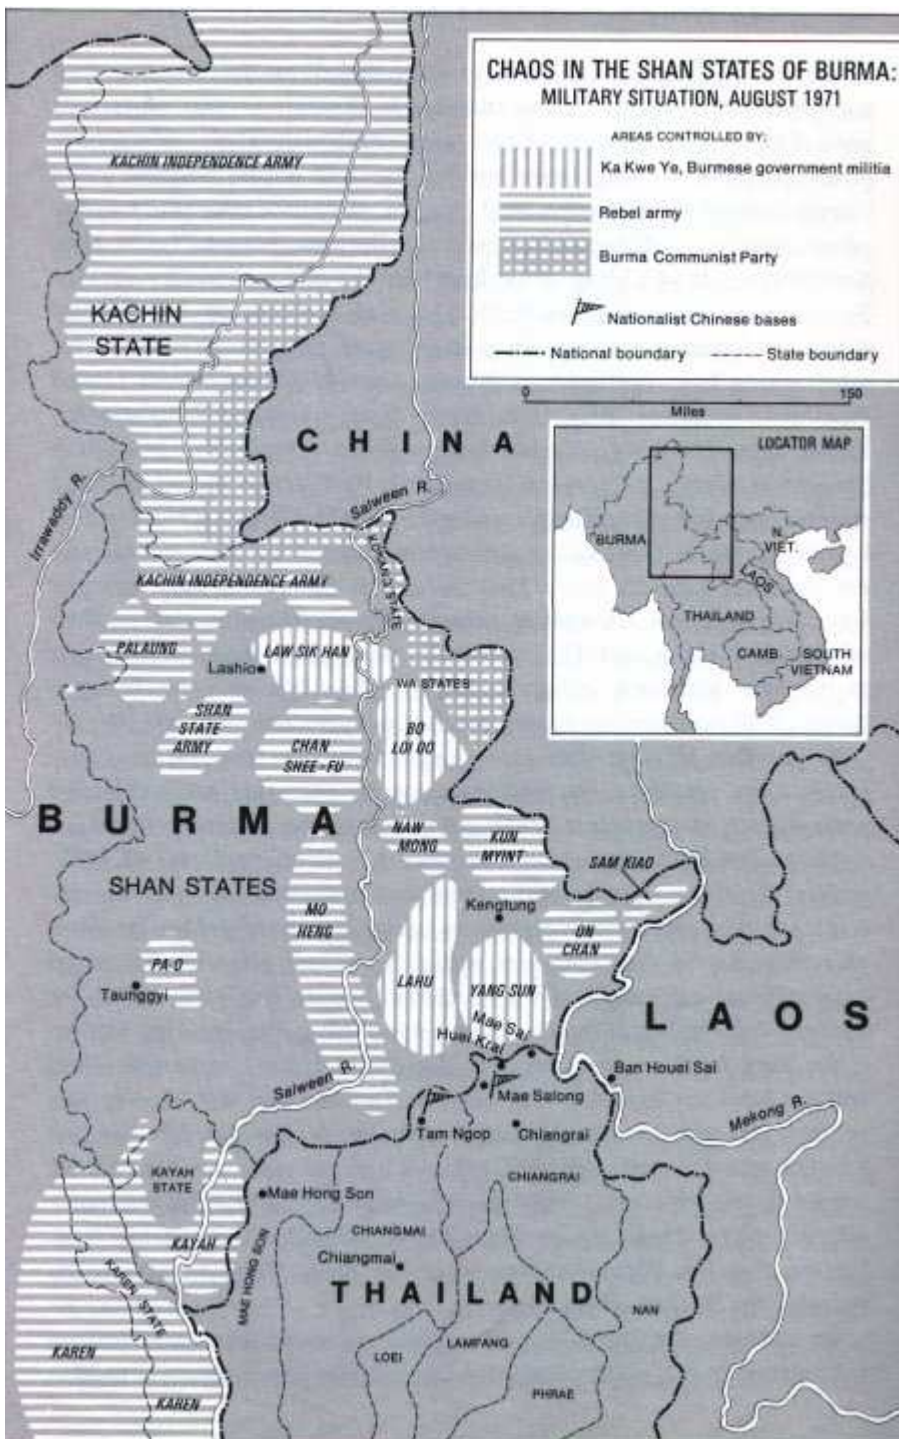 CHAOS IN THE SHAN STATES OF BURMA:
MILITARY SITUATION, AUGUST 1971
AREAS CONTROLLED BY:
Ka Kwe Ye, Burmese government militia
Rebel army
Burma Communist Party
Nationalist Chinese bases
National boundary
State boundary
0 150
Miles
LOCATOR MAP
BURMA
N.
VIET.
LAOS
THAILAND
CAMB.
SOUTH
VIETNAM
KACHIN INDEPENDENCE ARMY
KACHIN
STATE
CHINA
Irrawaddy R.
Salween R.
KOKANG STATE
KACHIN INDEPENDENCE ARMY
PALAUNG
LAW SIK HAN
Lashio
WA STATES
SHAN
STATE
ARMY
CHAN
SHEE-FU
BO
LOI OO
BURMA
NAW
MONG
KUN
MYINT
SAM KIAO
SHAN STATES
MO
HENG
Kengtung
ON
CHAN
PA-O
Taunggyi
LAHU
YANG SUN
LAOS
Mae Sai
Huei Krai
Salween R.
Ban Houei Sai
Mae Salong
Mekong R.
Tam Ngop
Chiangrai
KAYAH
STATE
Mae Hong Son
CHIANGRAI
CHIANGMAI
KAYAH
MAE HONG SON
Chiangmai
THAILAND
KAREN STATE
NAN
LAMPANG
LOEI
KAREN
PHRAE
KAREN